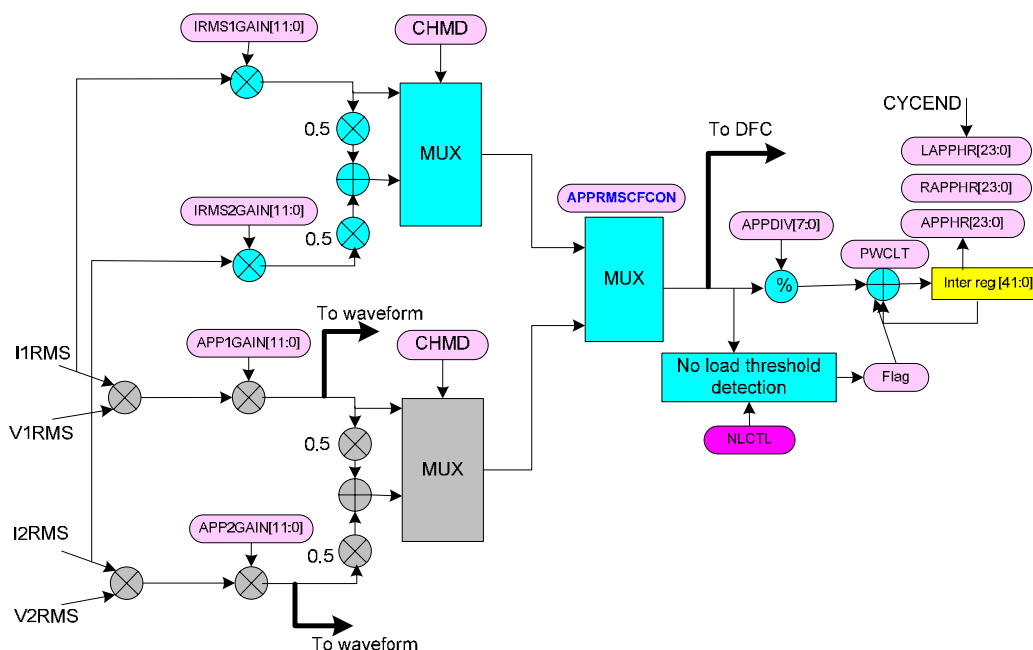 IRMS1GAIN[11:0]
CHMD
0.5
MUX
IRMS2GAIN[11:0]
0.5
To DFC
CYCEND
LAPPHR[23:0]
RAPPHR[23:0]
APPHR[23:0]
APPRMSCFCON
MUX
APPDIV[7:0]
%
PWCLT
Inter reg [41:0]
To waveform
I1RMS
APP1GAIN[11:0]
CHMD
V1RMS
0.5
MUX
No load threshold
detection
Flag
NLCTL
I2RMS
APP2GAIN[11:0]
0.5
V2RMS
To waveform